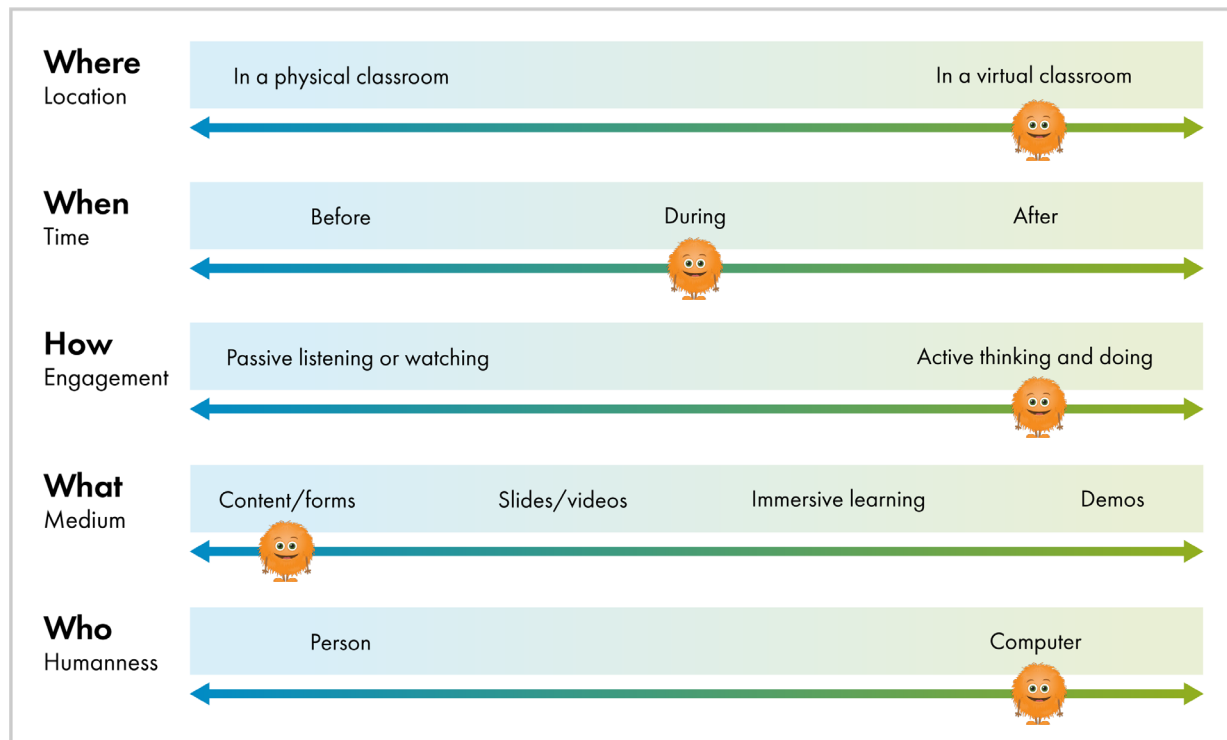 Where
Location
In a physical classroom
In a virtual classroom
When
Time
Before
During
After
How
Engagement
Passive listening or watching
Active thinking and doing
What
Medium
Content/forms
Slides/videos
Immersive learning
Demos
Who
Humanness
Person
Computer